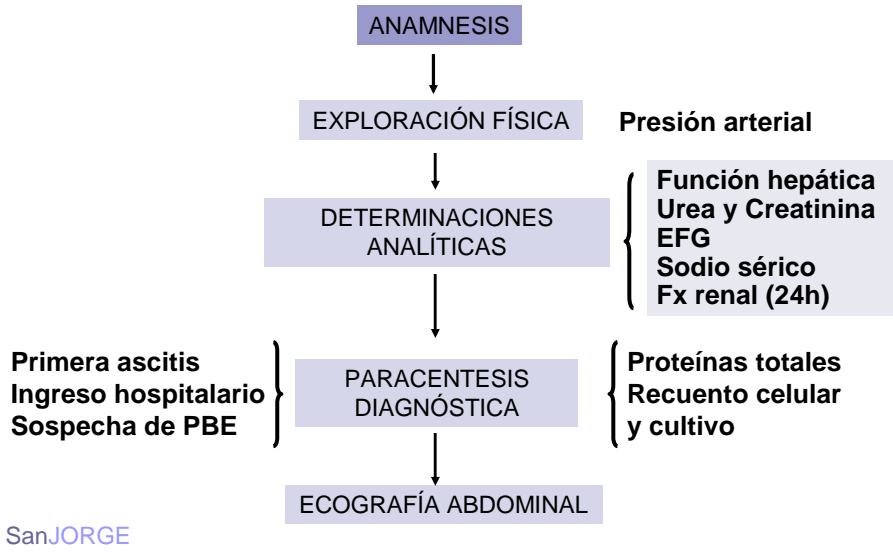 ANAMNESIS
EXPLORACIÓN FÍSICA
Presión arterial
DETERMINACIONES
ANALÍTICAS
Función hepática
Urea y Creatinina
EFG
Sodio sérico
Fx renal (24h)
Primera ascitis
Ingreso hospitalario
Sospecha de PBE
PARACENTESIS
DIAGNÓSTICA
Proteínas totales
Recuento celular
y cultivo
ECOGRAFÍA ABDOMINAL
SanJORGE